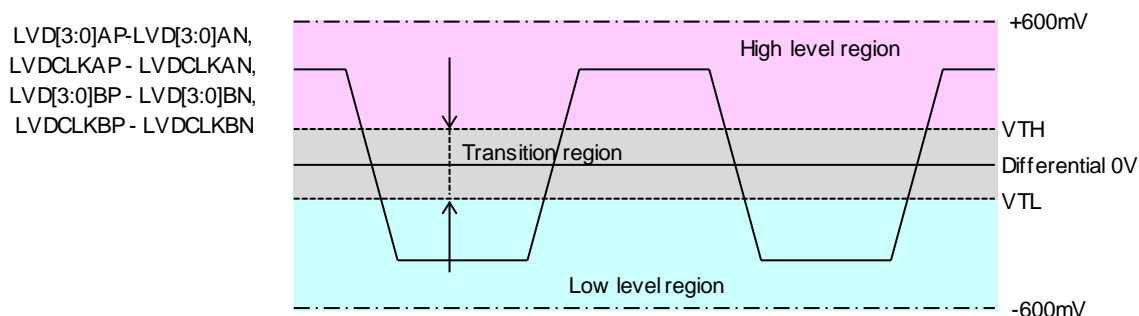 LVD[3:0]AP-LVD[3:0]AN,
LVDCLKAP - LVDCLKAN,
LVD[3:0]BP - LVD[3:0]BN,
LVDCLKBP - LVDCLKBN
+600mV
High level region
VTH
Transition region
Differential 0V
VTL
Low level region
-600mV